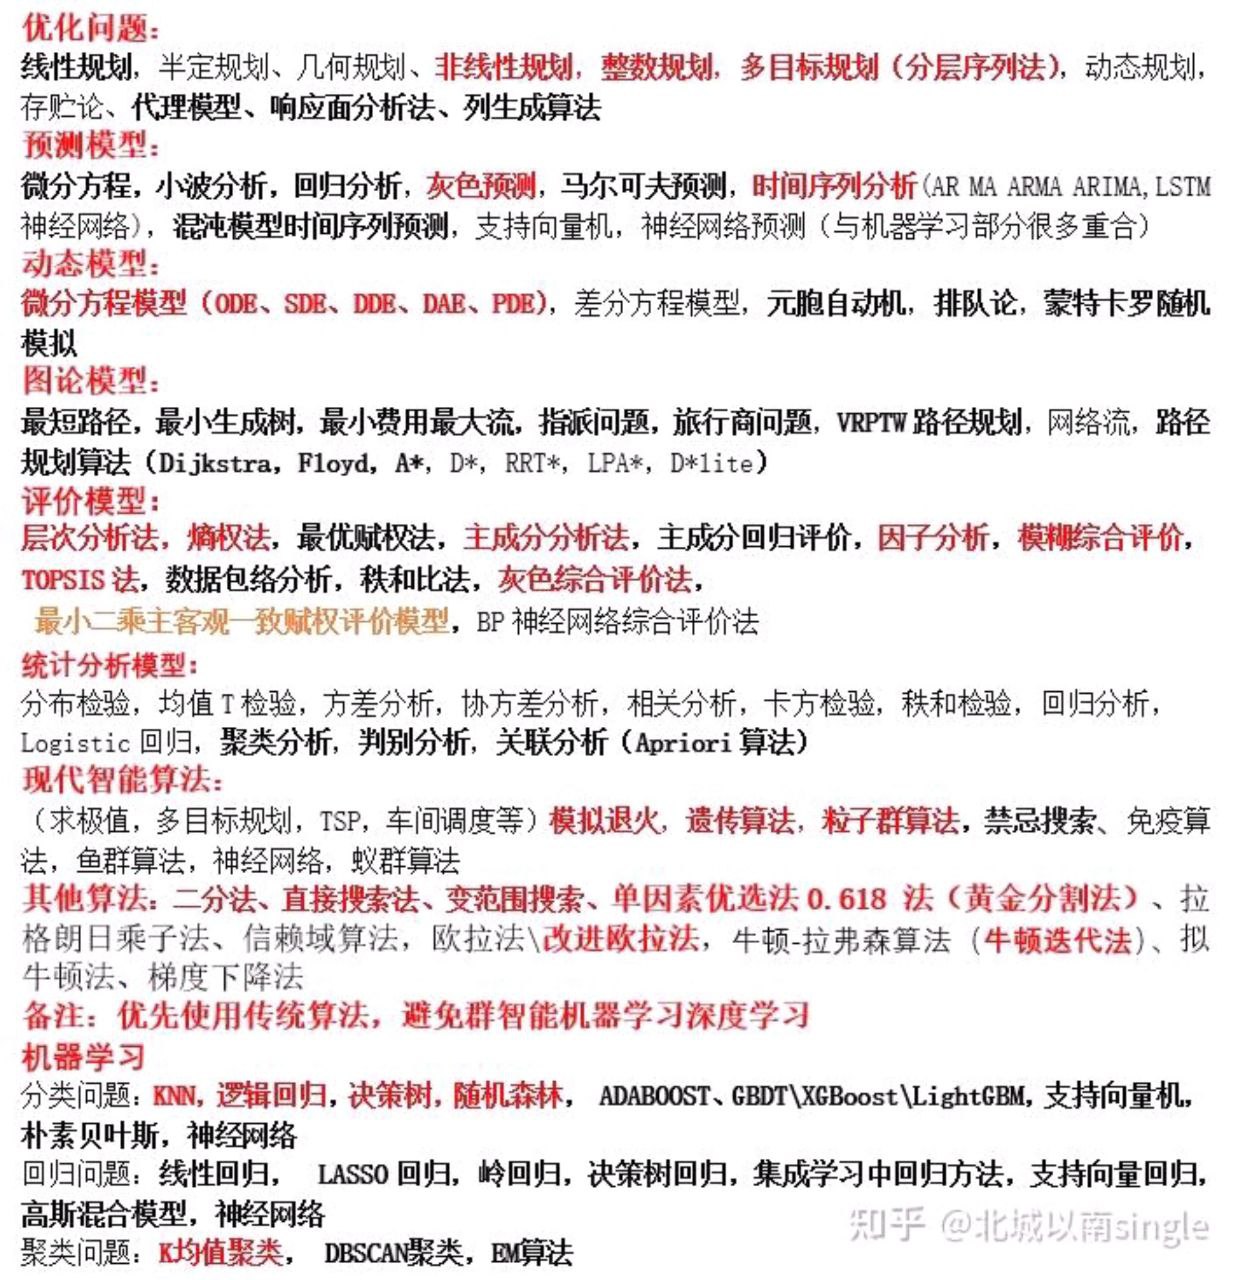 优化问题：
线性规划，半定规划、几何规划、非线性规划，整数规划，多目标规划（分层序列法），动态规划，
存贮论、代理模型、响应面分析法、列生成算法
预测模型：
微分方程，小波分析，回归分析，灰色预测，马尔可夫预测，时间序列分析(AR MA ARMA ARIMA,LSTM
神经网络)，混沌模型时间序列预测，支持向量机，神经网络预测（与机器学习部分很多重合）
动态模型：
微分方程模型（ODE、SDE、DDE、DAE、PDE），差分方程模型，元胞自动机，排队论，蒙特卡罗随机
模拟
图论模型：
最短路径，最小生成树，最小费用最大流，指派问题，旅行商问题，VRPTW 路径规划，网络流，路径
规划算法（Dijkstra，Floyd，A*，D*，RRT*，LPA*，D*lite）
评价模型：
层次分析法，熵权法，最优赋权法，主成分分析法，主成分回归评价，因子分析，模糊综合评价，
TOPSIS 法，数据包络分析，秩和比法，灰色综合评价法，
最小二乘主客观一致赋权评价模型，BP 神经网络综合评价法
统计分析模型：
分布检验，均值 T 检验，方差分析，协方差分析，相关分析，卡方检验，秩和检验，回归分析，
Logistic 回归，聚类分析，判别分析，关联分析（Apriori 算法）
现代智能算法：
（求极值，多目标规划，TSP，车间调度等）模拟退火，遗传算法，粒子群算法，禁忌搜索、免疫算
法，鱼群算法，神经网络，蚁群算法
其他算法：二分法、直接搜索法、变范围搜索、单因素优选法 0.618 法（黄金分割法）、拉
格朗日乘子法、信赖域算法，欧拉法\改进欧拉法，牛顿-拉弗森算法（牛顿迭代法）、拟
牛顿法、梯度下降法
备注：优先使用传统算法，避免群智能机器学习深度学习
机器学习
分类问题：KNN，逻辑回归，决策树，随机森林， ADABOOST、GBDT\XGBoost\LightGBM，支持向量机，
朴素贝叶斯，神经网络
回归问题：线性回归， LASSO 回归，岭回归，决策树回归，集成学习中回归方法，支持向量回归，
高斯混合模型，神经网络
聚类问题：K均值聚类， DBSCAN聚类，EM算法
知乎 @北城以南single